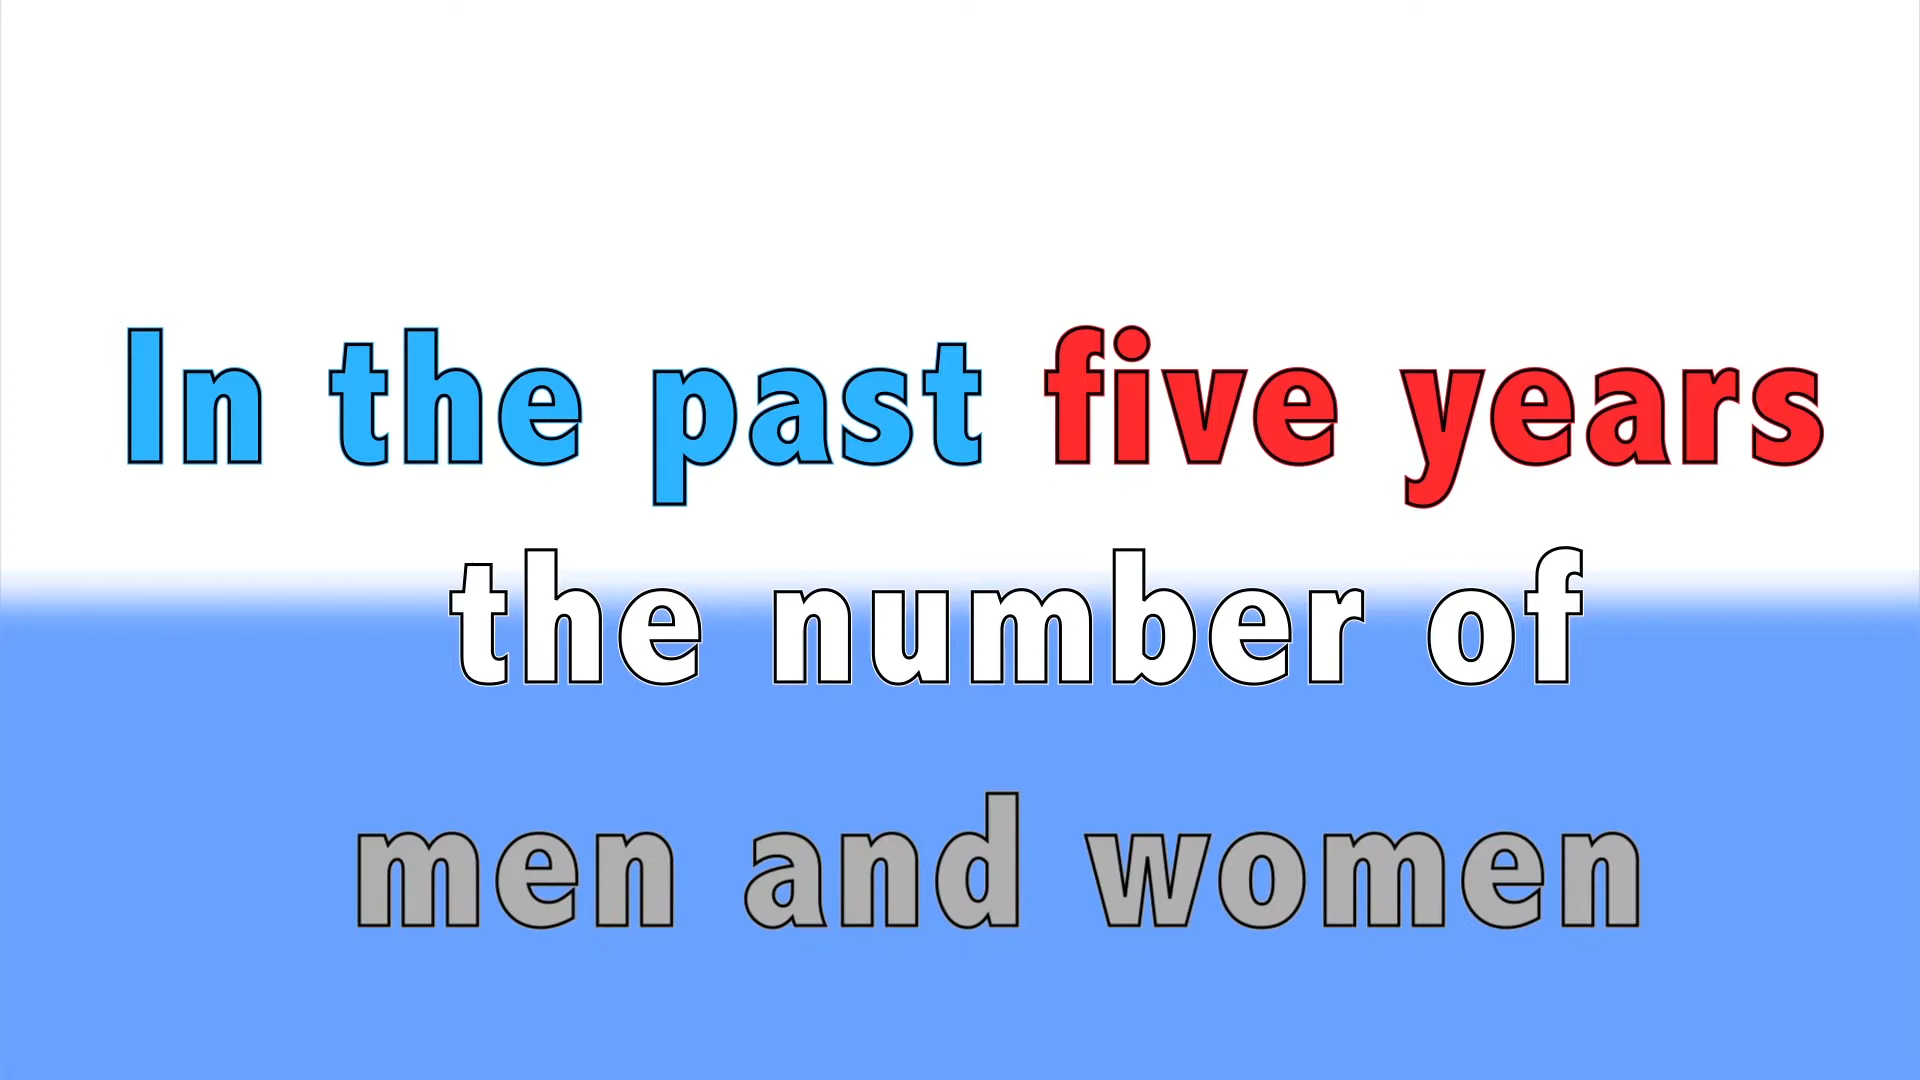 In the past five years
the number of
men and women